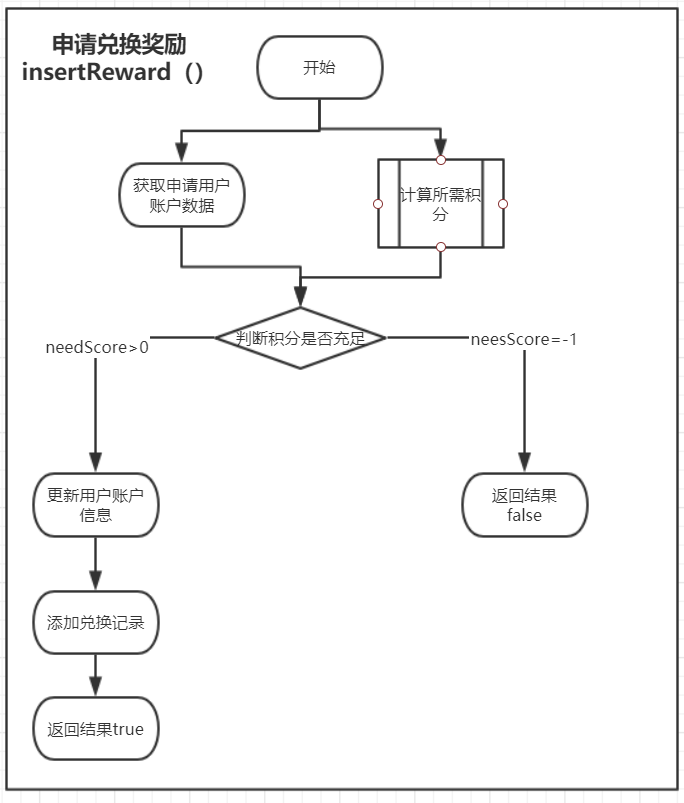 申请兑换奖励
insertReward（）
开始
获取申请用户
账户数据
计算所需积
分
判断积分是否充足
needScore>0
neesScore=-1
更新用户账户
信息
返回结果
false
添加兑换记录
返回结果true